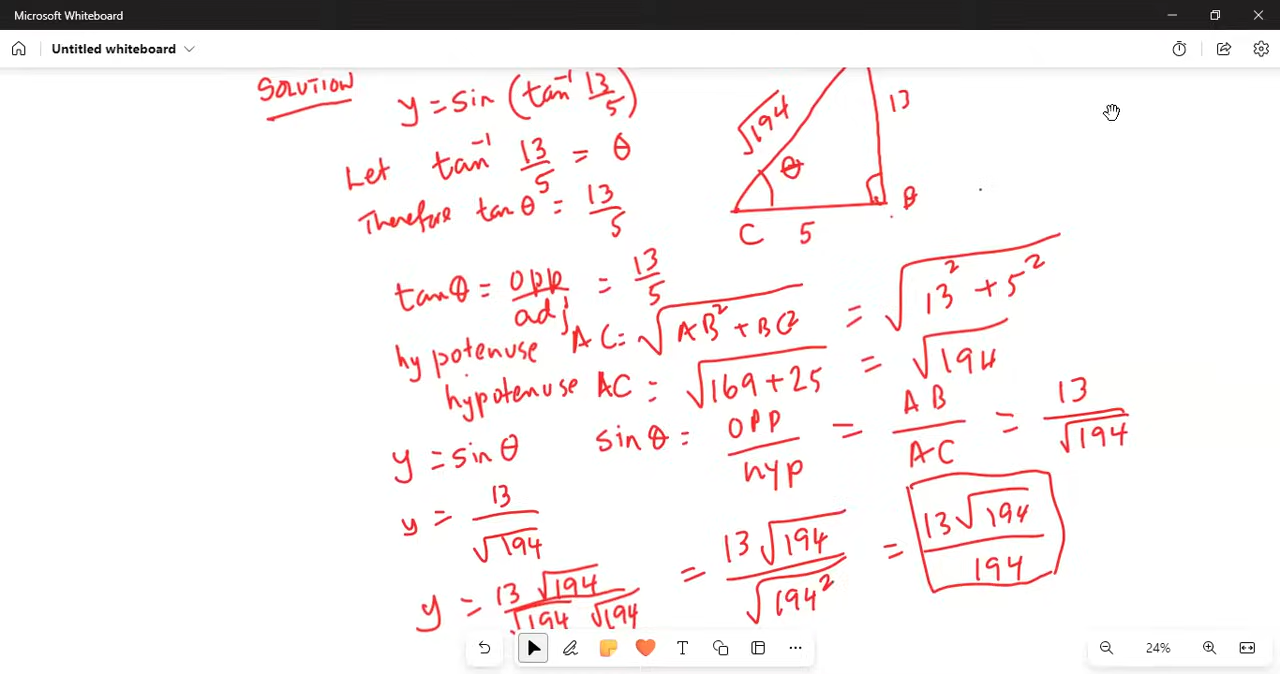 Microsoft Whiteboard
Untitled whiteboard
SOLUTION
y = sin (tan⁻¹ 13/5)
Let tan⁻¹ 13/5 = θ
Therefore tan θ = 13/5
√194
13
θ
C 5 B
tanθ = opp/adj = 13/5
hypotenuse AC = √(AB² + BC²) = √(13² + 5²)
hypotenuse AC = √(169 + 25) = √194
y = sin θ sin θ = opp/hyp = AB/AC = 13/√194
y = 13/√194
y = 13 √194/√194 √194 = 13√194/√194² = 13√194/194
24%